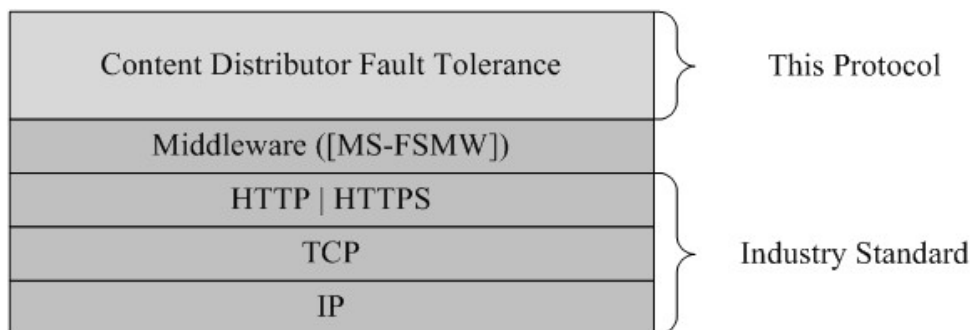 Content Distributor Fault Tolerance
This Protocol
Middleware ([MS-FSMW])
HTTP | HTTPS
TCP
Industry Standard
IP